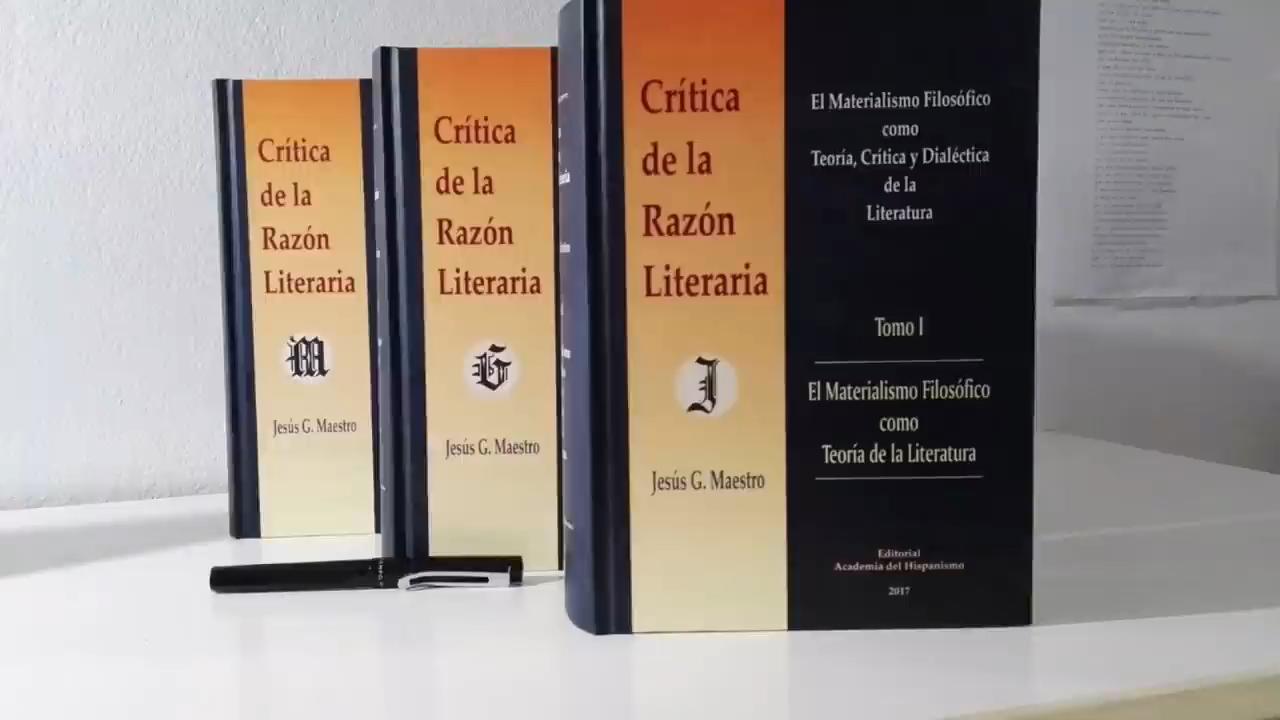 Crítica
de la
Razón
Literaria
M
Jesús G. Maestro
Crítica
de la
Razón
Literaria
G
Jesús G. Maestro
Crítica
de la
Razón
Literaria
J
Jesús G. Maestro
El Materialismo Filosófico
como
Teoría, Crítica y Dialéctica
de la
Literatura
Tomo I
El Materialismo Filosófico
como
Teoría de la Literatura
Editorial
Academia del Hispanismo
2017